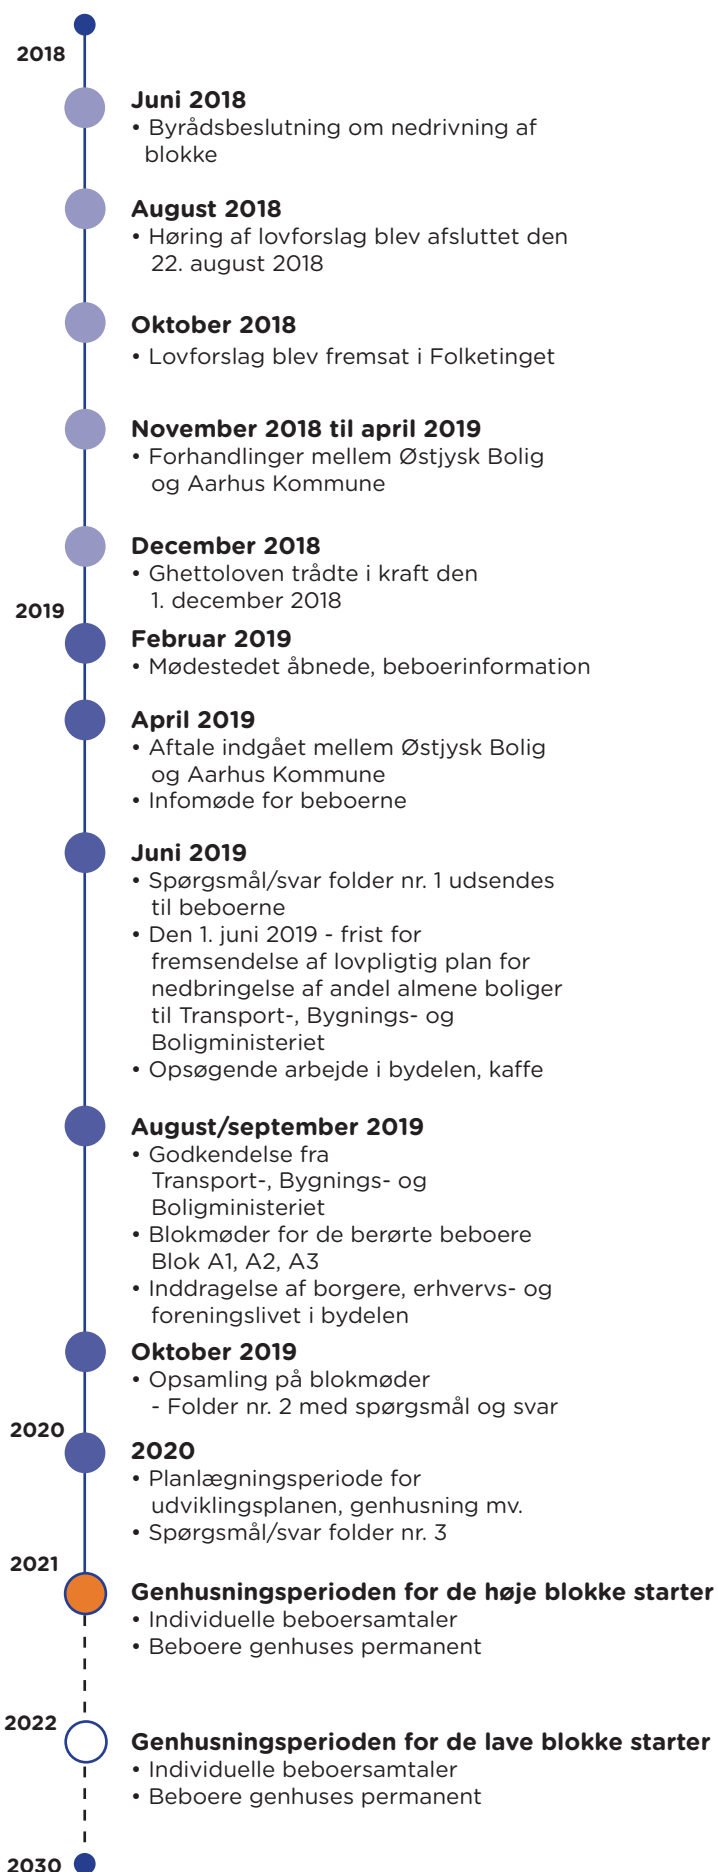 2018
Juni 2018
• Byrådsbeslutning om nedrivning af
blokke
August 2018
• Høring af lovforslag blev afsluttet den
22. august 2018
Oktober 2018
• Lovforslag blev fremsat i Folketinget
November 2018 til april 2019
• Forhandlinger mellem Østjysk Bolig
og Aarhus Kommune
December 2018
• Ghettoloven trådte i kraft den
1. december 2018
2019
Februar 2019
• Mødestedet åbnede, beboerinformation
April 2019
• Aftale indgået mellem Østjysk Bolig
og Aarhus Kommune
• Infomøde for beboerne
Juni 2019
• Spørgsmål/svar folder nr. 1 udsendes
til beboerne
• Den 1. juni 2019 - frist for
fremsendelse af lovpligtig plan for
nedbringelse af andel almene boliger
til Transport-, Bygnings- og
Boligministeriet
• Opsøgende arbejde i bydelen, kaffe
August/september 2019
• Godkendelse fra
Transport-, Bygnings- og
Boligministeriet
• Blokmøder for de berørte beboere
Blok A1, A2, A3
• Inddragelse af borgere, erhvervs- og
foreningslivet i bydelen
Oktober 2019
• Opsamling på blokmøder
- Folder nr. 2 med spørgsmål og svar
2020
2020
• Planlægningsperiode for
udviklingsplanen, genhusning mv.
• Spørgsmål/svar folder nr. 3
2021
Genhusningsperioden for de høje blokke starter
• Individuelle beboersamtaler
• Beboere genhuses permanent
2022
Genhusningsperioden for de lave blokke starter
• Individuelle beboersamtaler
• Beboere genhuses permanent
2030